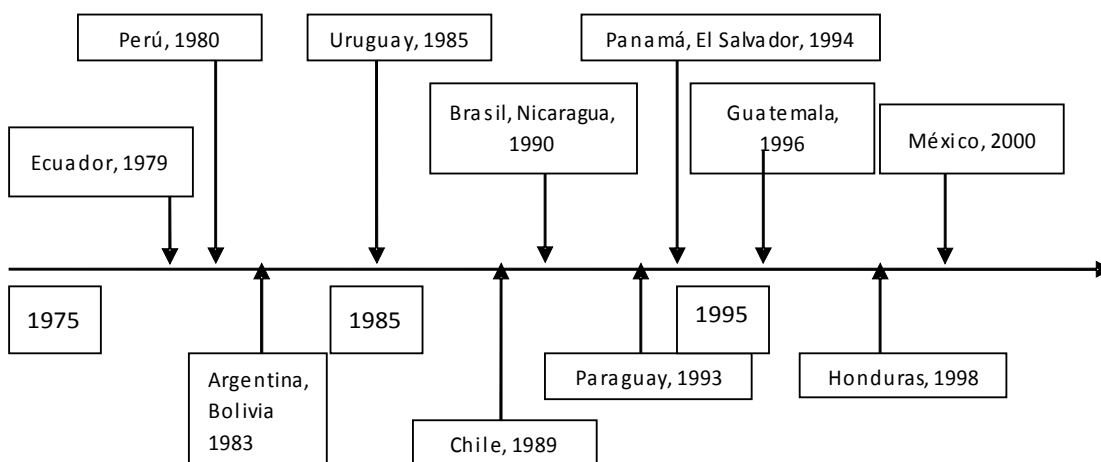 Perú, 1980
Uruguay, 1985
Panamá, El Salvador, 1994
Brasil, Nicaragua,
1990
Guatemala,
1996
Ecuador, 1979
México, 2000
1975
1985
1995
Argentina,
Bolivia
1983
Paraguay, 1993
Honduras, 1998
Chile, 1989